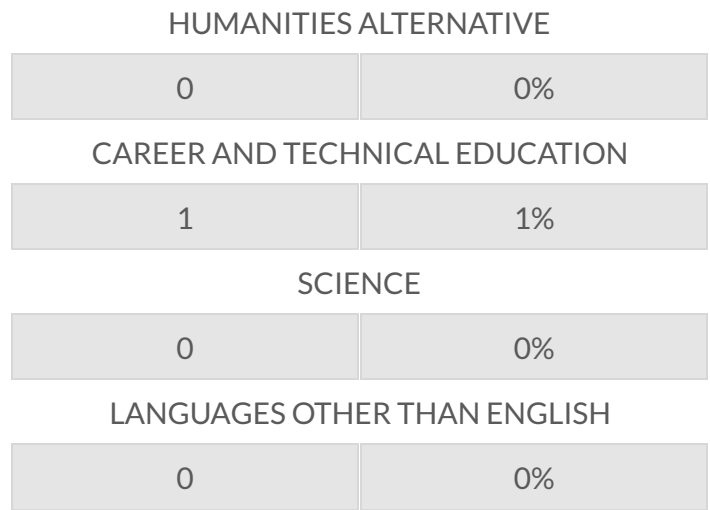 HUMANITIES ALTERNATIVE
0 0%
CAREER AND TECHNICAL EDUCATION
1 1%
SCIENCE
0 0%
LANGUAGES OTHER THAN ENGLISH
0 0%